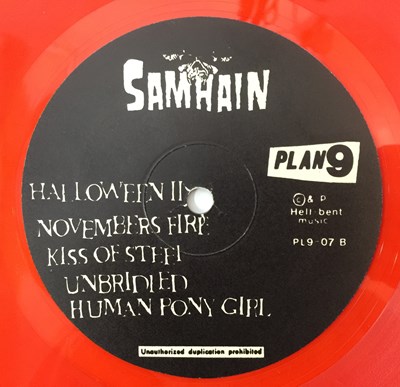 SAMHAIN
PLAN 9
HALLOWEEN II
NOVEMBERS FIRE
KISS OF STEEL
UNBRIDLED
HUMAN PONY GIRL
© & P
Hell-bent
music
PL9-07 B
Unauthorized duplication prohibited